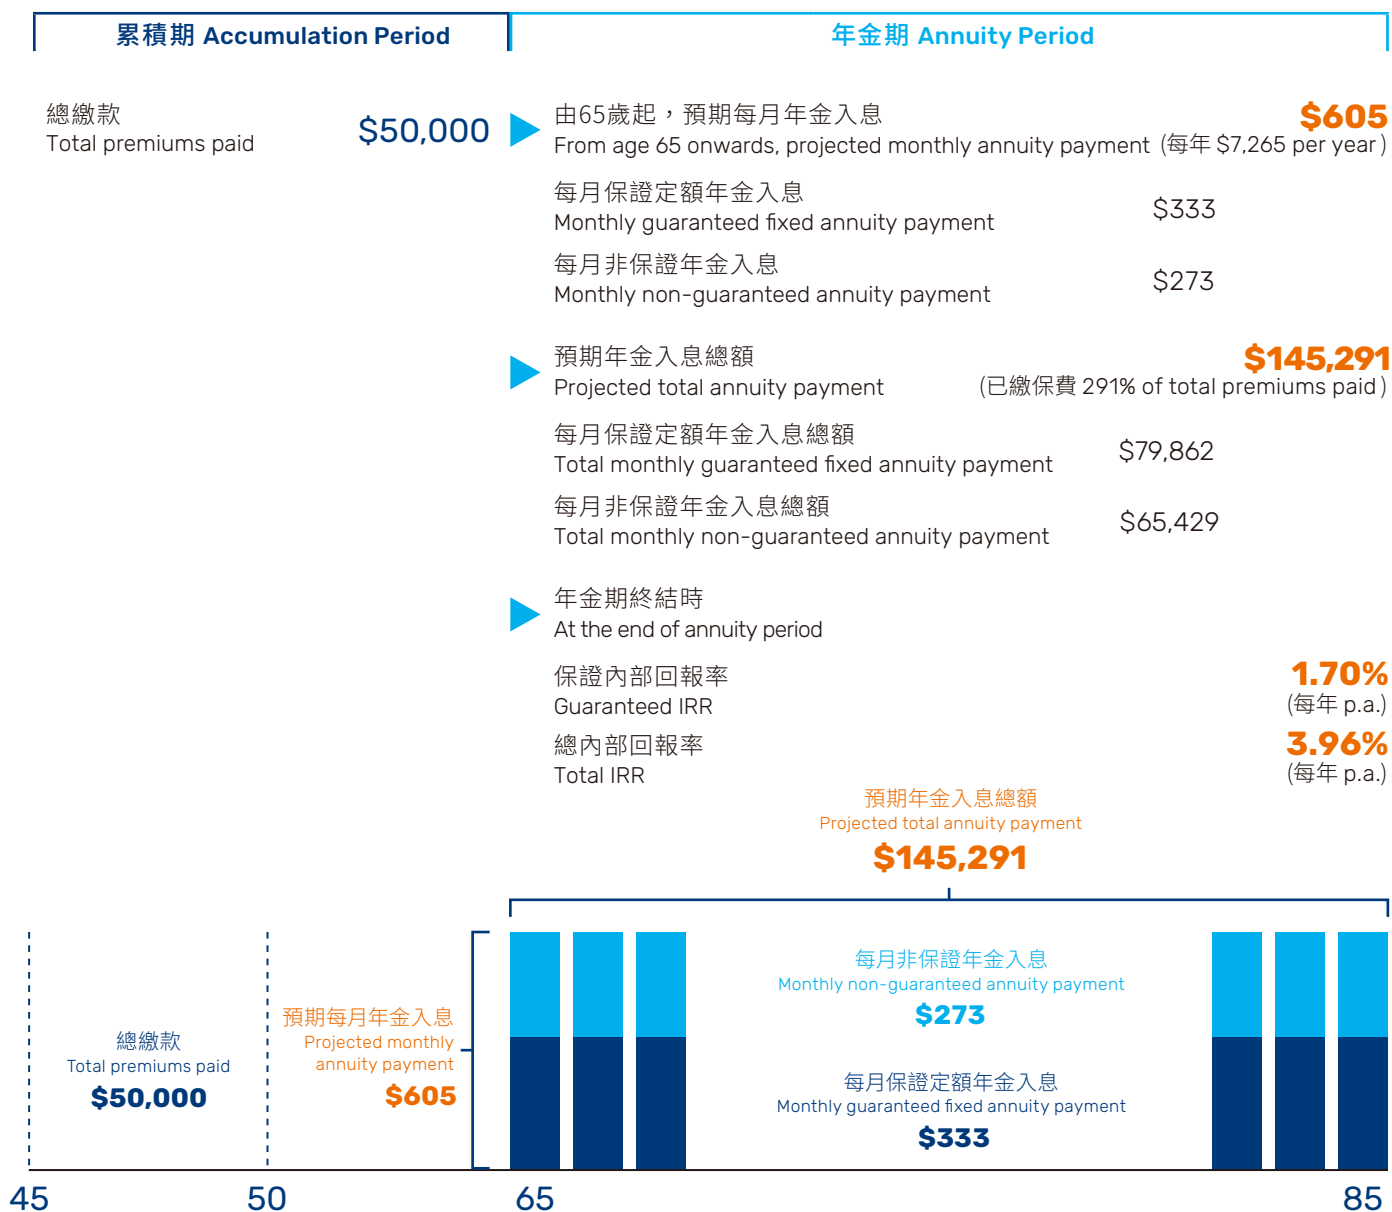 累積期 Accumulation Period
年金期 Annuity Period
總繳款
Total premiums paid
$50,000
由65歲起，預期每月年金入息
From age 65 onwards, projected monthly annuity payment
$605
(每年 $7,265 per year)
每月保證定額年金入息
Monthly guaranteed fixed annuity payment
$333
每月非保證年金入息
Monthly non-guaranteed annuity payment
$273
預期年金入息總額
Projected total annuity payment
$145,291
(已繳保費 291% of total premiums paid)
每月保證定額年金入息總額
Total monthly guaranteed fixed annuity payment
$79,862
每月非保證年金入息總額
Total monthly non-guaranteed annuity payment
$65,429
年金期終結時
At the end of annuity period
保證內部回報率
Guaranteed IRR
1.70%
(每年 p.a.)
總內部回報率
Total IRR
3.96%
(每年 p.a.)
預期年金入息總額
Projected total annuity payment
$145,291
總繳款
Total premiums paid
$50,000
預期每月年金入息
Projected monthly
annuity payment
$605
每月非保證年金入息
Monthly non-guaranteed annuity payment
$273
每月保證定額年金入息
Monthly guaranteed fixed annuity payment
$333
45
50
65
85